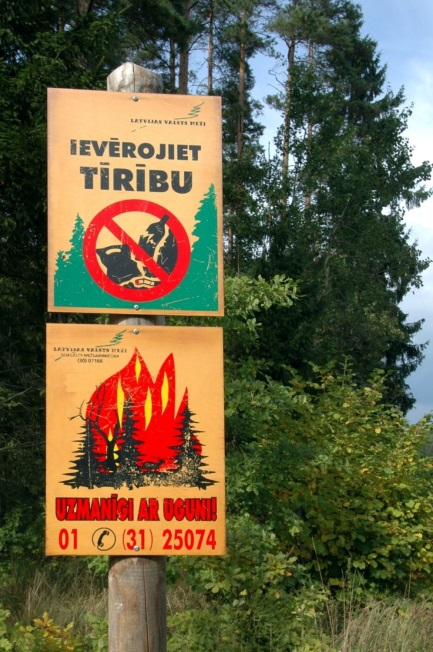 LATVIJAS VALSTS MEŽI
IEVĒROJIET
TĪRĪBU
LATVIJAS VALSTS MEŽI
UZMANĪGI AR UGUNI!
01 (31) 25074